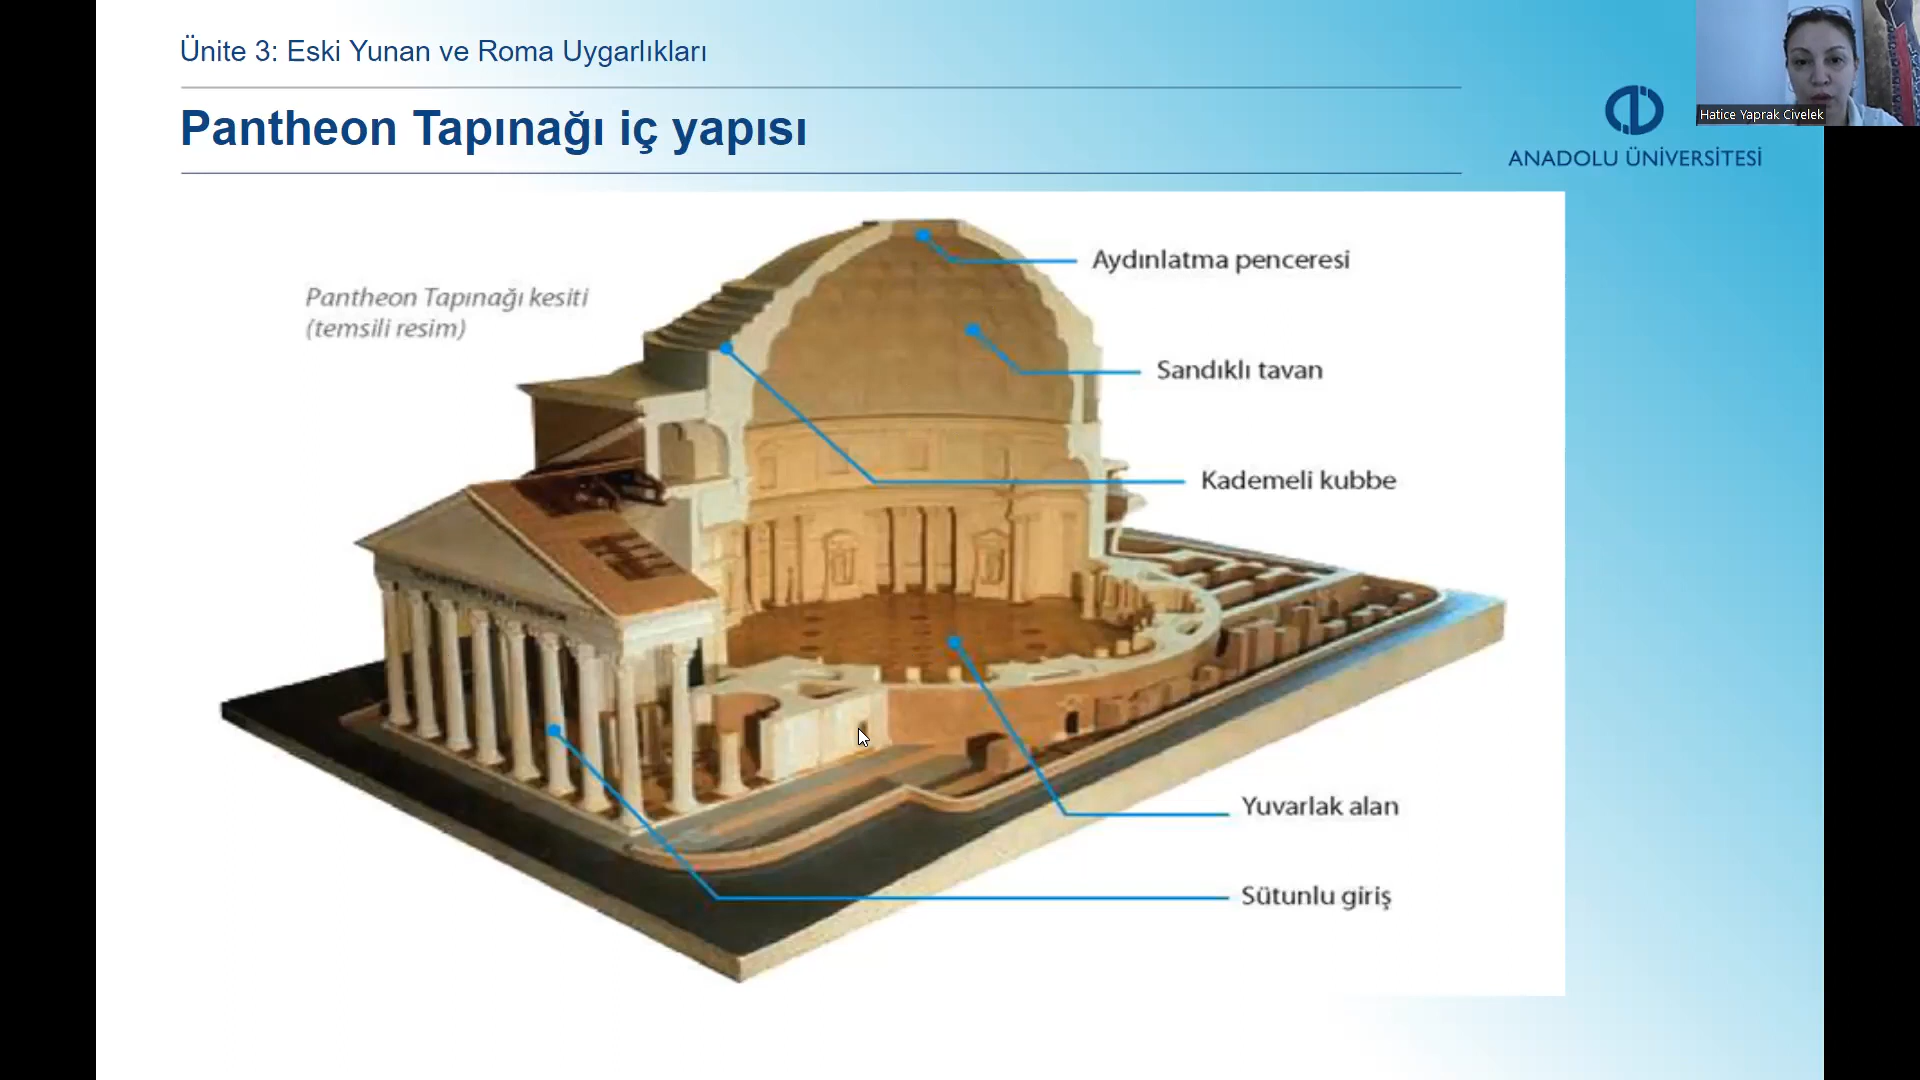 Ünite 3: Eski Yunan ve Roma Uygarlıkları
Pantheon Tapınağı iç yapısı
Hatice Yaprak Civelek
ANADOLU ÜNİVERSİTESİ
Pantheon Tapınağı kesiti
(temsili resim)
Aydınlatma penceresi
Sandıklı tavan
Kademeli kubbe
Yuvarlak alan
Sütunlu giriş